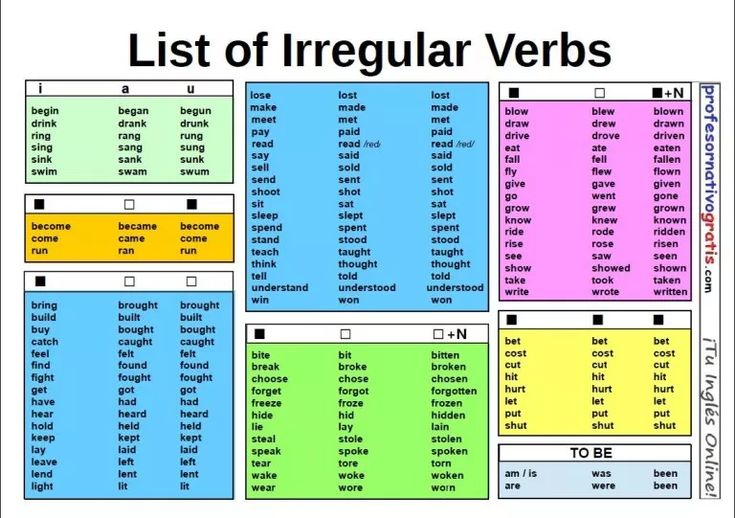 List of Irregular Verbs
i a u
begin began begun
drink drank drunk
ring rang rung
sing sang sung
sink sank sunk
swim swam swum
■ □ ■
become became become
come came come
run ran run
■ □ □
bring brought brought
build built built
buy bought bought
catch caught caught
feel felt felt
find found found
fight fought fought
get got got
have had had
hear heard heard
hold held held
keep kept kept
lay laid laid
leave left left
lend lent lent
light lit lit
lose lost lost
make made made
meet met met
pay paid paid
read read /red/ read /red/
say said said
sell sold sold
send sent sent
shoot shot shot
sit sat sat
sleep slept slept
spend spent spent
stand stood stood
teach taught taught
think thought thought
tell told told
understand understood understood
win won won
■ □ □+N
bite bit bitten
break broke broken
choose chose chosen
forget forgot forgotten
freeze froze frozen
hide hid hidden
lie lay lain
steal stole stolen
speak spoke spoken
tear tore torn
wake woke woken
wear wore worn
■ □ ■+N
blow blew blown
draw drew drawn
drive drove driven
eat ate eaten
fall fell fallen
fly flew flown
give gave given
go went gone
grow grew grown
know knew known
ride rode ridden
rise rose risen
see saw seen
show showed shown
take took taken
write wrote written
■ ■ ■
bet bet bet
cost cost cost
cut cut cut
hit hit hit
hurt hurt hurt
let let let
put put put
shut shut shut
TO BE
am / is was been
are were been
profesornativogratis.com
¡Tu Inglés Online!